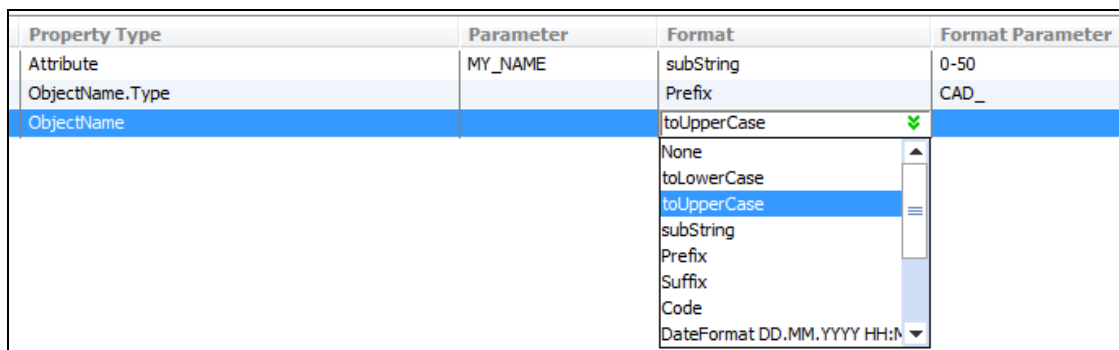 Property Type Parameter Format Format Parameter
Attribute MY_NAME subString 0-50
ObjectName.Type Prefix CAD_
ObjectName toUpperCase
None
toLowerCase
toUpperCase
subString
Prefix
Suffix
Code
DateFormat DD.MM.YYYY HH: